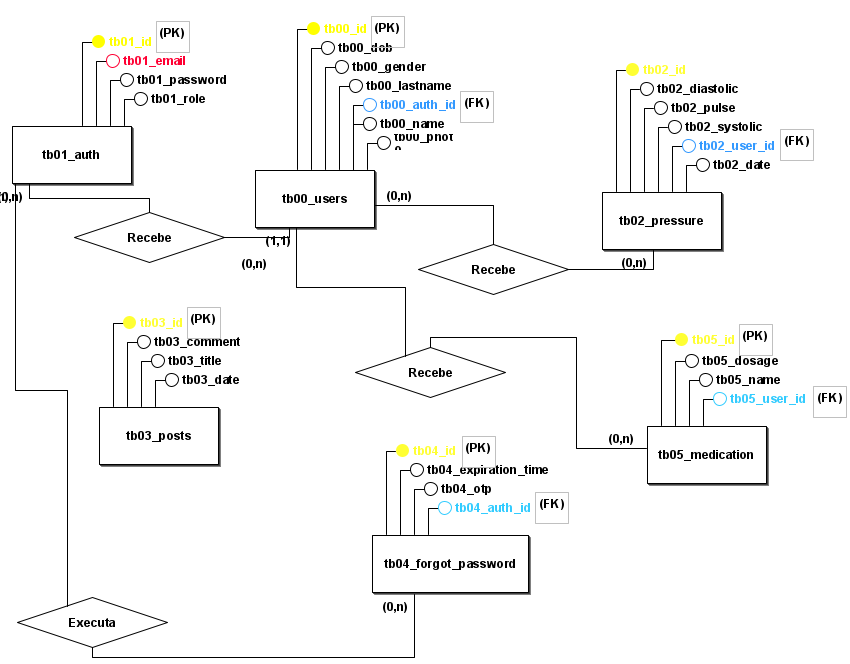 tb01_id
(PK)
tb01_email
tb01_password
tb01_role
tb01_auth
tb00_id
(PK)
tb00_dob
tb00_gender
tb00_lastname
tb00_auth_id
(FK)
tb00_name
tb00_users
tb02_id
tb02_diastolic
tb02_pulse
tb02_systolic
(FK)
tb02_user_id
tb02_date
tb02_pressure
(0,n)
Recebe
(1,1)
(0,n)
(0,n)
Recebe
(0,n)
tb03_id
(PK)
tb03_comment
tb03_title
tb03_date
tb03_posts
Recebe
tb05_id
(PK)
tb05_dosage
tb05_name
tb05_user_id
(FK)
(0,n)
tb05_medication
tb04_id
(PK)
tb04_expiration_time
tb04_otp
tb04_auth_id
(FK)
tb04_forgot_password
(0,n)
Executa